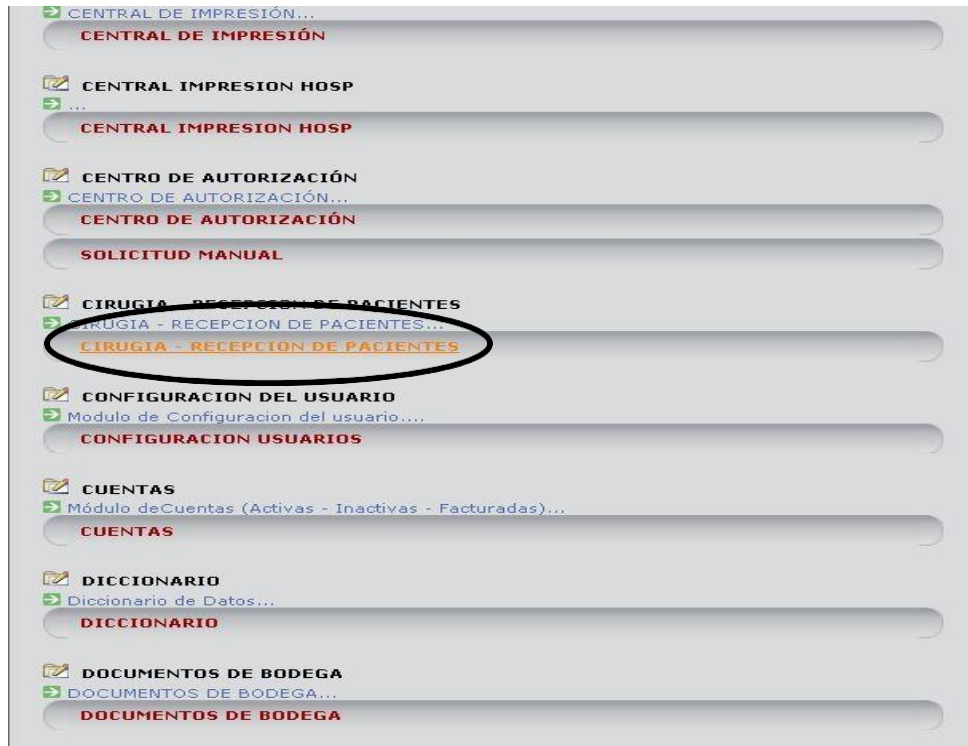 CENTRAL DE IMPRESIÓN...
CENTRAL DE IMPRESIÓN
CENTRAL IMPRESION HOSP
...
CENTRAL IMPRESION HOSP
CENTRO DE AUTORIZACIÓN
CENTRO DE AUTORIZACIÓN...
CENTRO DE AUTORIZACIÓN
SOLICITUD MANUAL
CIRUGIA - RECEPCION DE PACIENTES
CIRUGIA - RECEPCION DE PACIENTES...
CIRUGIA - RECEPCION DE PACIENTES
CONFIGURACION DEL USUARIO
Modulo de Configuracion del usuario....
CONFIGURACION USUARIOS
CUENTAS
Módulo deCuentas (Activas - Inactivas - Facturadas)...
CUENTAS
DICCIONARIO
Diccionario de Datos...
DICCIONARIO
DOCUMENTOS DE BODEGA
DOCUMENTOS DE BODEGA...
DOCUMENTOS DE BODEGA